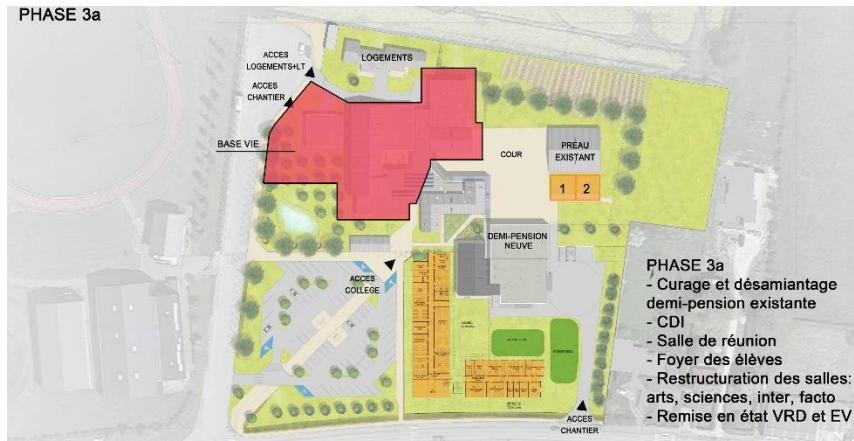 PHASE 3a
ACCES
LOGEMENTS+LT
LOGEMENTS
ACCES
CHANTIER
BASE VIE
COUR
PRÉAU
EXISTANT
1 2
DEMI-PENSION
NEUVE
ACCES
COLLEGE
ACCES
CHANTIER
PHASE 3a
- Curage et désamiantage
demi-pension existante
- CDI
- Salle de réunion
- Foyer des élèves
- Restructuration des salles:
arts, sciences, inter, facto
- Remise en état VRD et EV